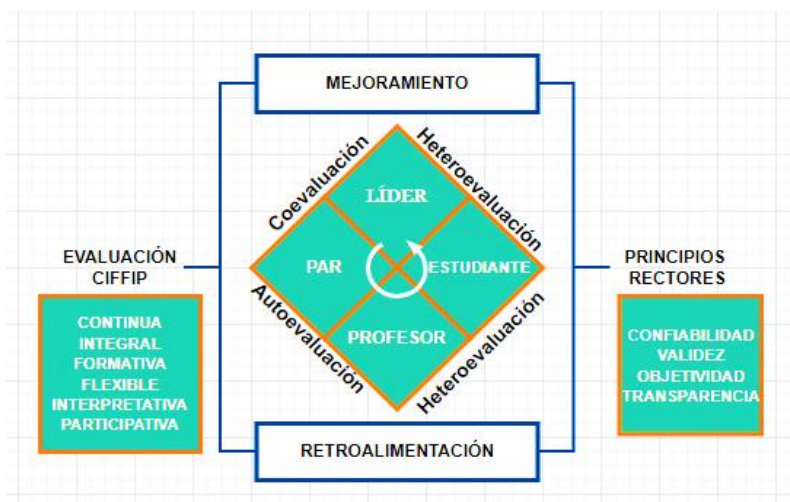 MEJORAMIENTO
Coevaluación
Heteroevaluación
LÍDER
PAR
ESTUDIANTE
PROFESOR
Autoevaluación
Heteroevaluación
EVALUACIÓN
CIFFIP
CONTINUA
INTEGRAL
FORMATIVA
FLEXIBLE
INTERPRETATIVA
PARTICIPATIVA
PRINCIPIOS
RECTORES
CONFIABILIDAD
VALIDEZ
OBJETIVIDAD
TRANSPARENCIA
RETROALIMENTACIÓN